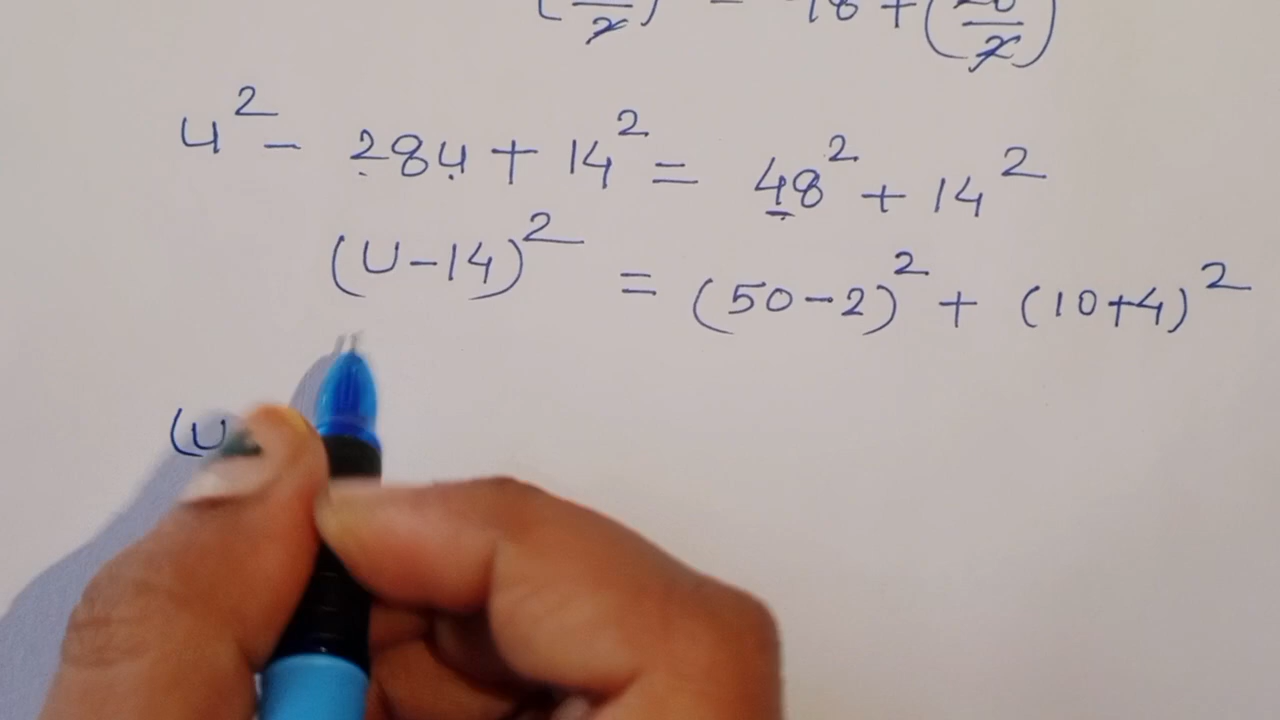 u² - 28u + 14² = 48² + 14²
(U-14)² = (50-2)² + (10+4)²
(U